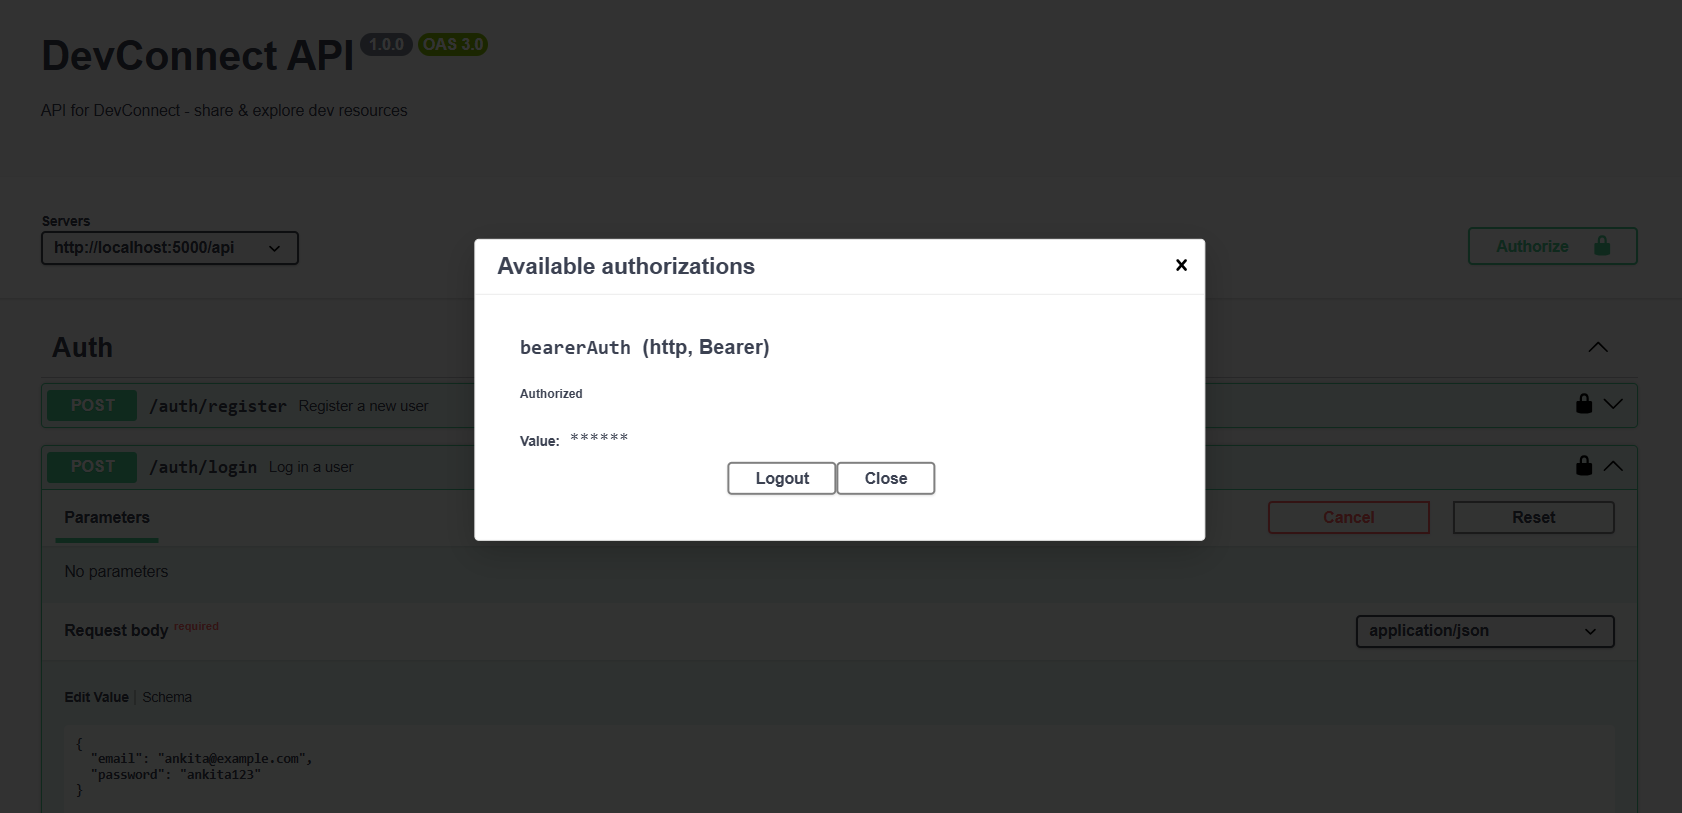 DevConnect API 1.0.0 OAS 3.0
API for DevConnect - share & explore dev resources
Servers
http://localhost:5000/api
Authorize
Available authorizations
bearerAuth (http, Bearer)
Authorized
Value: ******
Logout Close
Auth
POST /auth/register Register a new user
POST /auth/login Log in a user
Parameters
Cancel Reset
No parameters
Request body required
application/json
Edit Value | Schema
{
"email": "ankita@example.com",
"password": "ankita123"
}